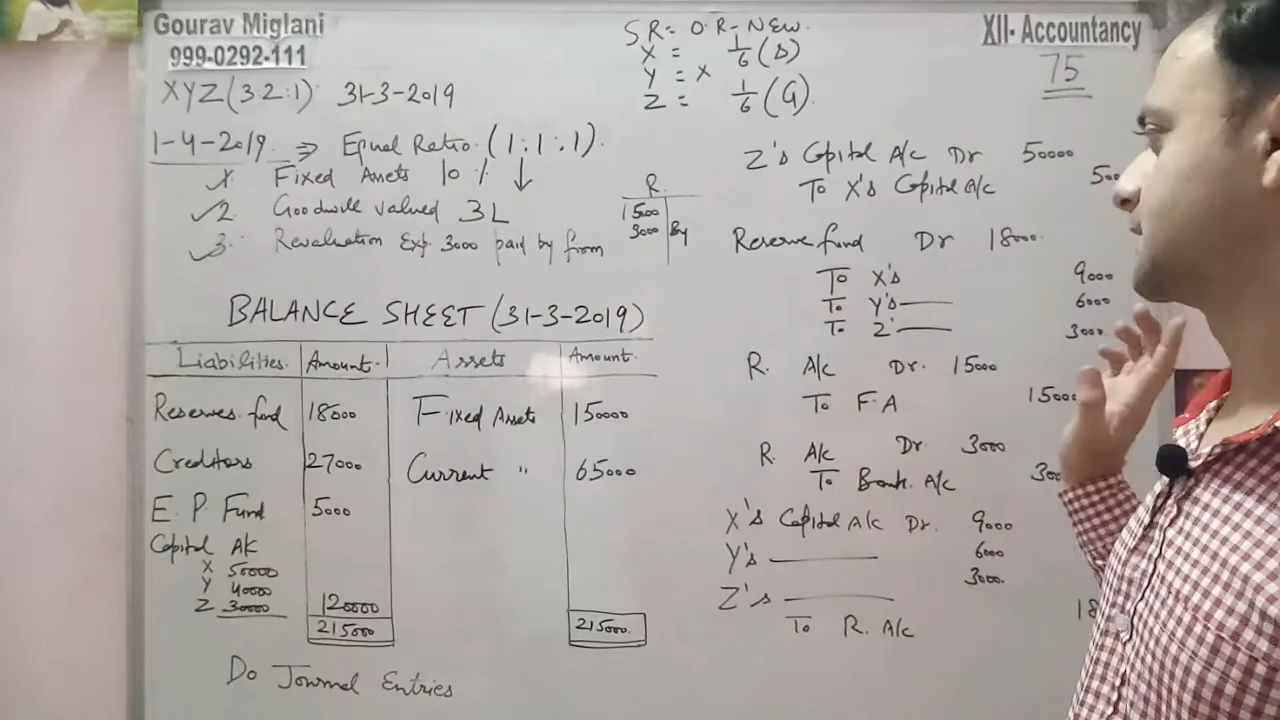 Gourav Miglani
999-0292-111
XII- Accountancy
75
XYZ (3:2:1) 31-3-2019
1-4-2019 ⇒ Equal Ratio (1:1:1)
Fixed Assets 10% ↓
2. Goodwill valued 3L
3. Revaluation Exp. 3000 paid by from
SR= O.R-NEW
X = 1/6 (S)
Y = X
Z = 1/6 (G)
R.
15000
3000 By
BALANCE SHEET (31-3-2019)
Liabilities Amount Assets Amount
Reserves fund 18000 Fixed Assets 150000
Creditors 27000 Current " 65000
E. P. Fund 5000
Capital A/c
X 50000
Y 40000
Z 30000 120000
215000 215000
Do Journal Entries
Z's Capital A/c Dr 50000
To X's Capital A/c 500
Reserve fund Dr 18000
To X's 9000
To Y's 6000
To Z' 3000
R. A/c Dr. 15000
To F.A 15000
R. A/c Dr 3000
To Bank A/c 300
X's Capital A/c Dr. 9000
Y's 6000
Z's 3000
To R. A/c 18